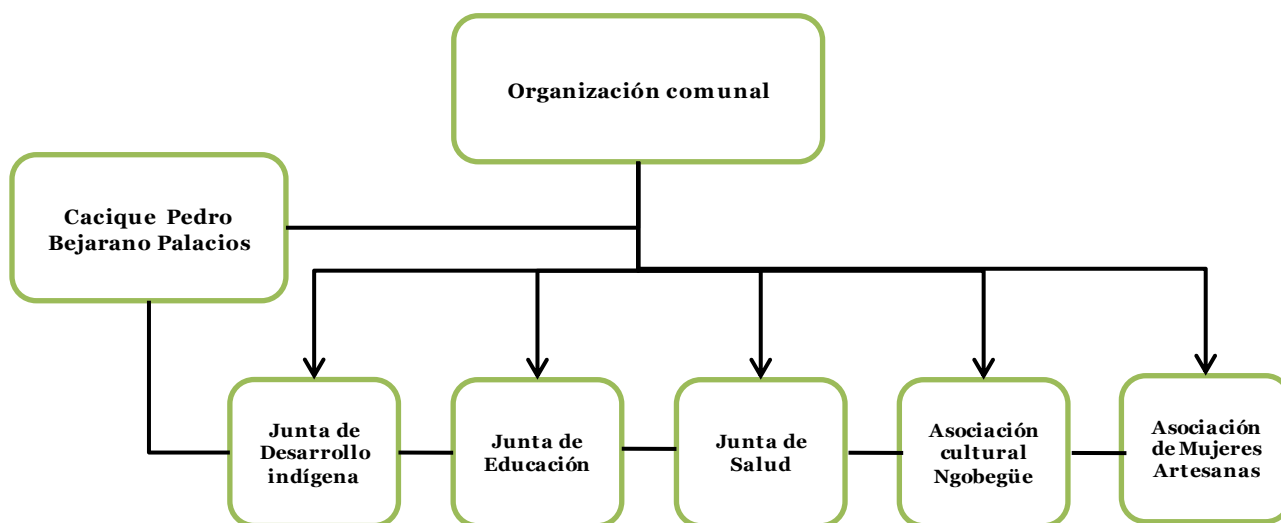 Organización comunal
Cacique Pedro
Bejarano Palacios
Junta de
Desarrollo
indígena
Junta de
Educación
Junta de
Salud
Asociación
cultural
Ngobegüe
Asociación
de Mujeres
Artesanas